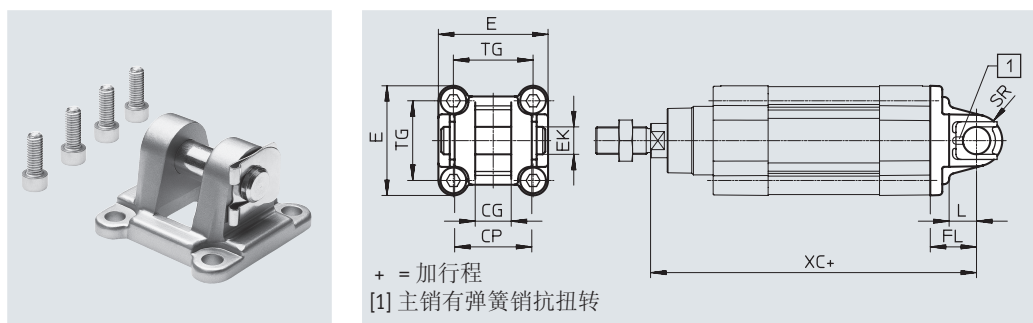 E
TG
E
TG
EK
CG
CP
1
SR
L
FL
XC+
+ = 加行程
[1] 主销有弹簧销抗扭转